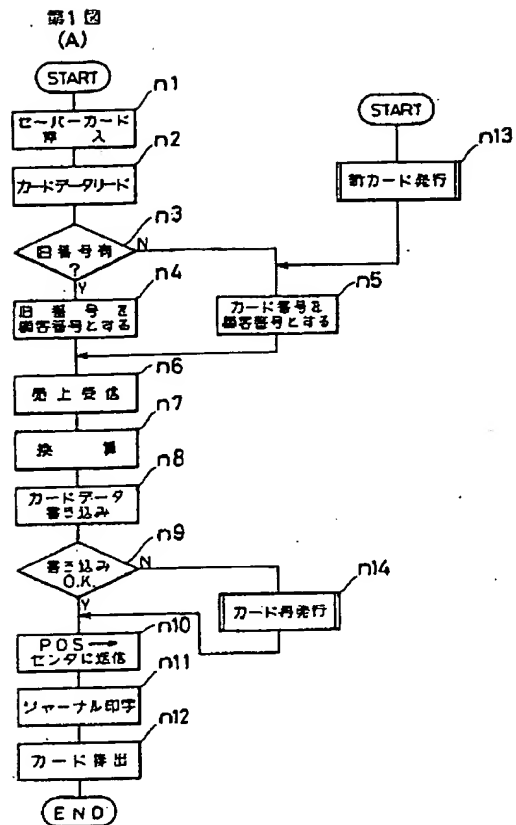 第1図
(A)
START
n1
セーバーカード
挿入
n2
カードデータリード
n3
旧番号有
?
N
Y
n4
旧番号を
顧客番号とする
START
n13
新カード発行
n5
カード番号を
顧客番号とする
n6
売上受信
n7
換算
n8
カードデータ
書き込み
n9
書き込み
O.K.
N
Y
n14
カード再発行
n10
POS→
センタに送信
n11
ジャーナル印字
n12
カード排出
END